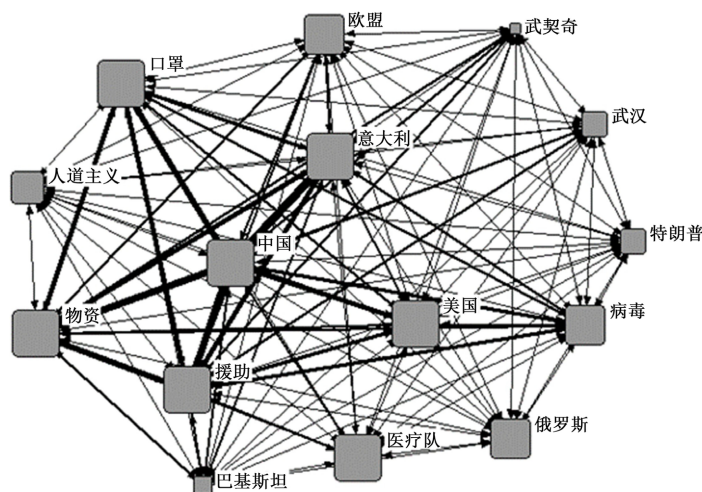 欧盟
武契奇
口罩
武汉
意大利
人道主义
中国
特朗普
物资
美国
病毒
援助
俄罗斯
医疗队
巴基斯坦